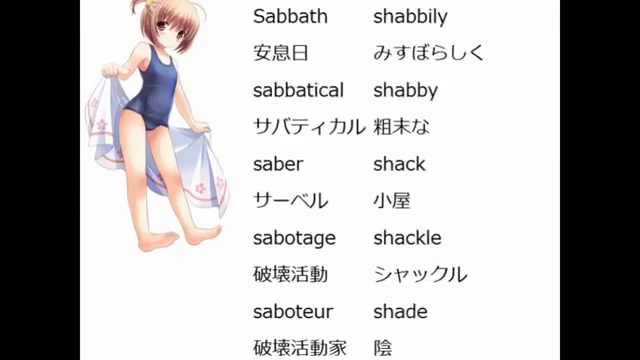 Sabbath shabbily
安息日 みすぼらしく
sabbatical shabby
サバティカル 粗末な
saber shack
サーベル 小屋
sabotage shackle
破壊活動 シャックル
saboteur shade
破壊活動家 陰